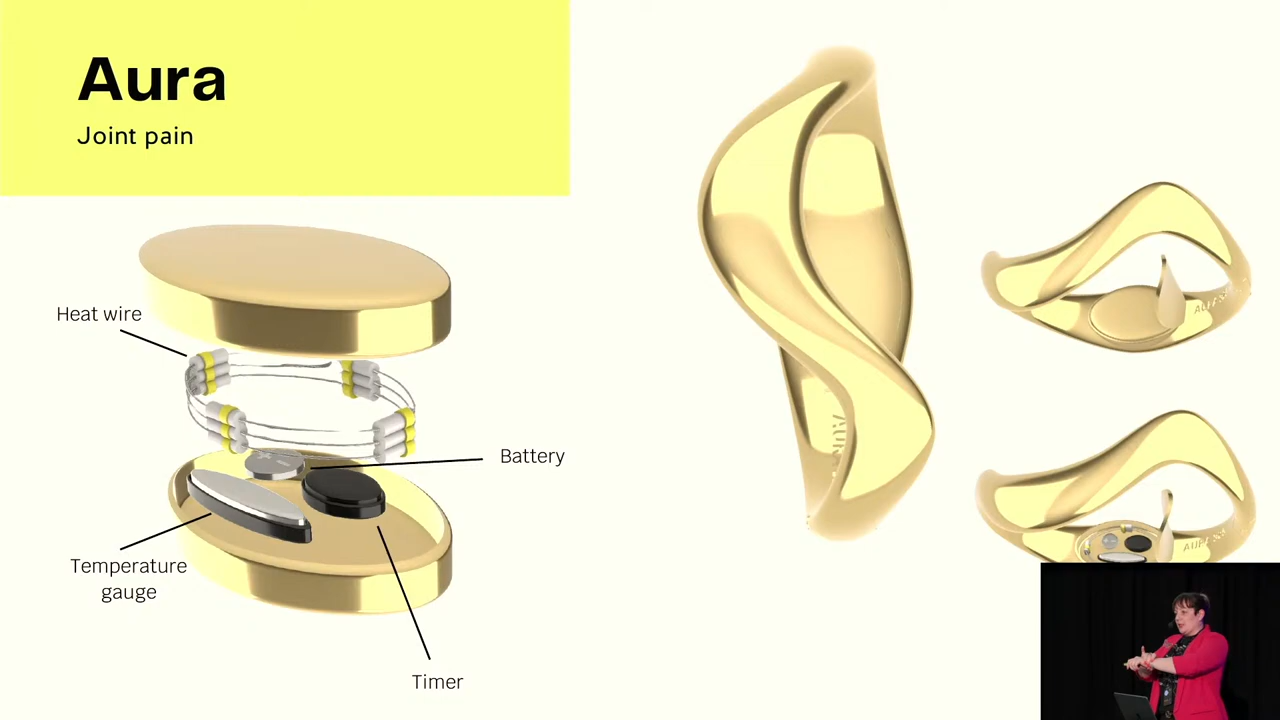 Aura
Joint pain
Heat wire
Battery
Temperature
gauge
Timer